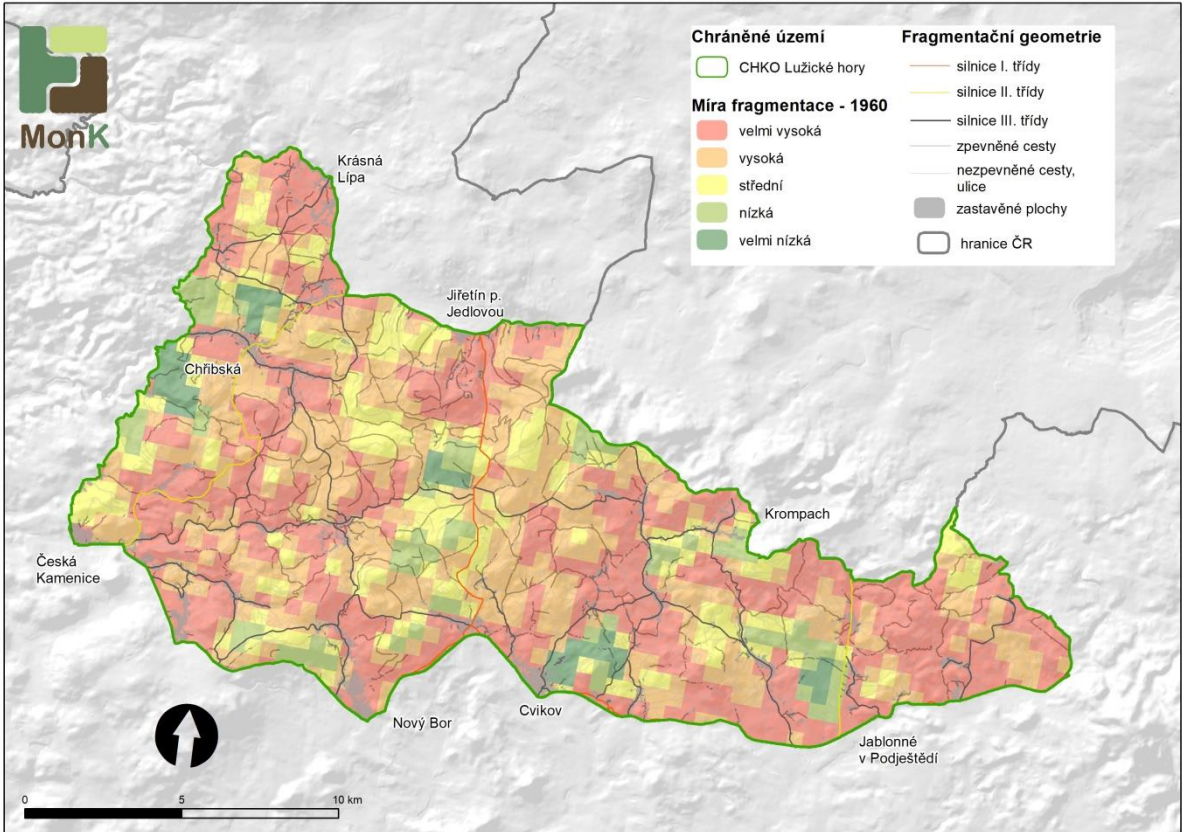 MonK
Chráněné území
CHKO Lužické hory
Míra fragmentace - 1960
velmi vysoká
vysoká
střední
nízká
velmi nízká
Fragmentační geometrie
silnice I. třídy
silnice II. třídy
silnice III. třídy
zpevněné cesty
nezpevněné cesty,
ulice
zastavěné plochy
hranice ČR
Krásná
Lípa
Jiřetín p.
Jedlovou
Chřibská
Krompach
Česká
Kamenice
Nový Bor
Cvikov
Jablonné
v Podještědí
0 5 10 km